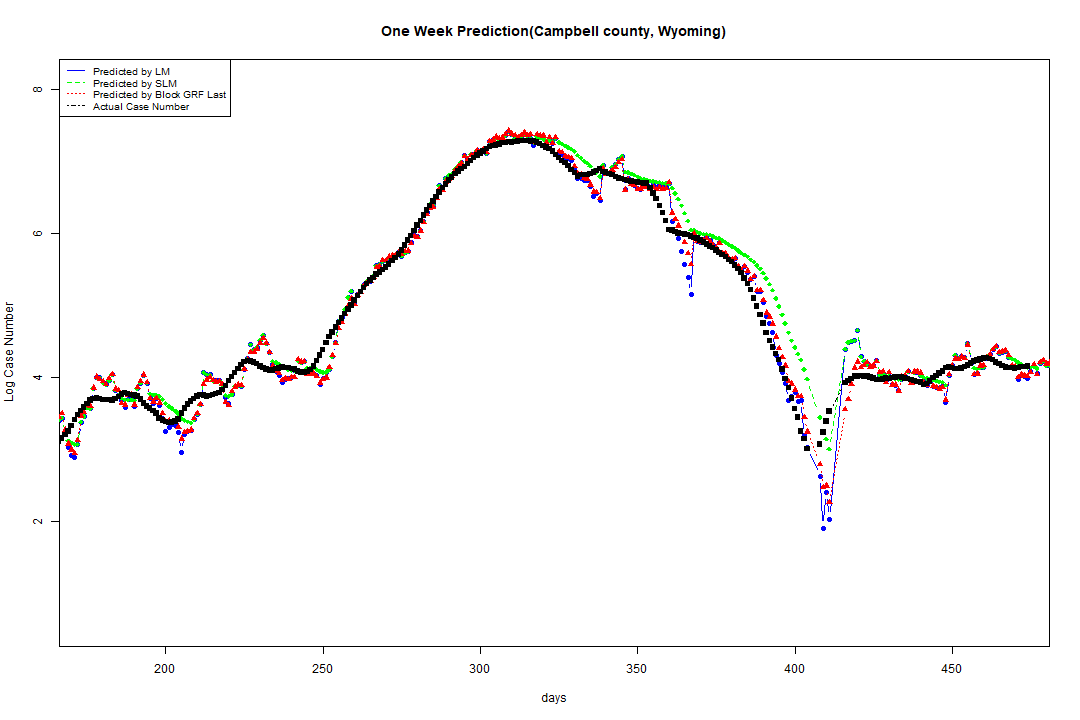 One Week Prediction(Campbell county, Wyoming)
Predicted by LM
Predicted by SLM
Predicted by Block GRF Last
Actual Case Number
8
6
4
2
Log Case Number
200 250 300 350 400 450
days